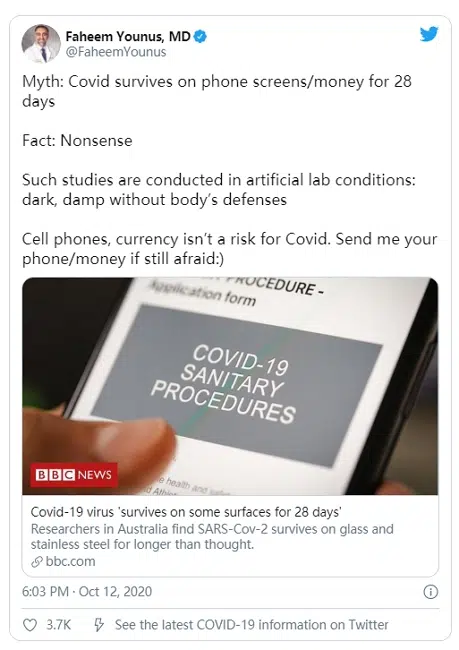 Faheem Younus, MD
@FaheemYounus
Myth: Covid survives on phone screens/money for 28
days
Fact: Nonsense
Such studies are conducted in artificial lab conditions:
dark, damp without body's defenses
Cell phones, currency isn't a risk for Covid. Send me your
phone/money if still afraid:)
PROCEDURE -
Application form
COVID-19
SANITARY
PROCEDURES
e health and safety
d Athle
BBC NEWS
Covid-19 virus 'survives on some surfaces for 28 days'
Researchers in Australia find SARS-Cov-2 survives on glass and
stainless steel for longer than thought.
bbc.com
6:03 PM · Oct 12, 2020
3.7K See the latest COVID-19 information on Twitter